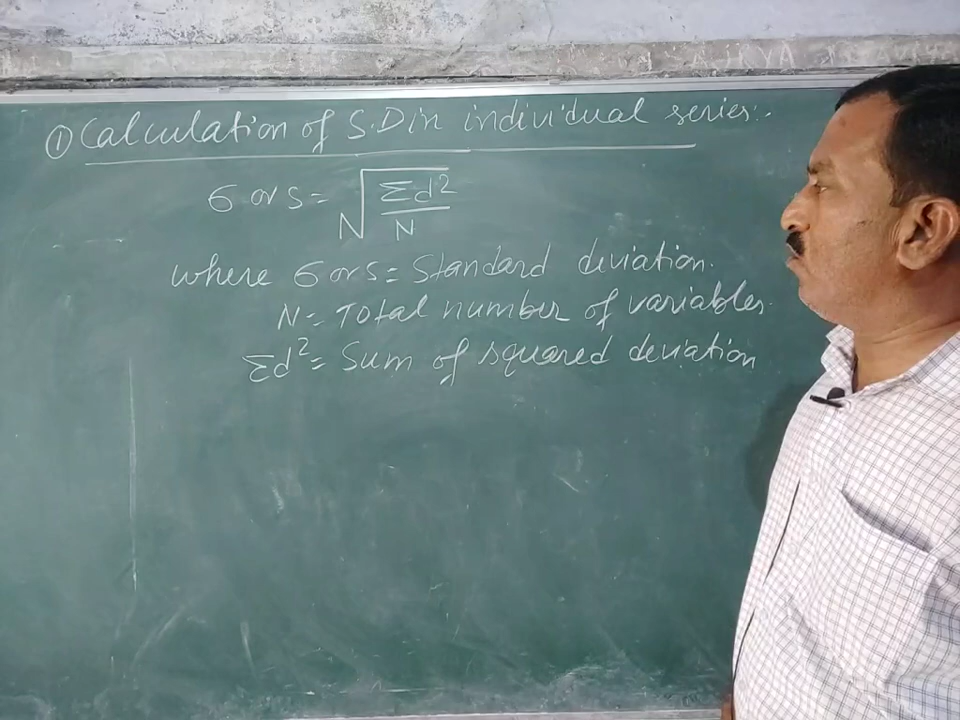 ① Calculation of S.D in individual series:.
σ or s = √Σd²/N
where σ or s = Standard deviation.
N = Total number of variables.
Σd² = Sum of squared deviation